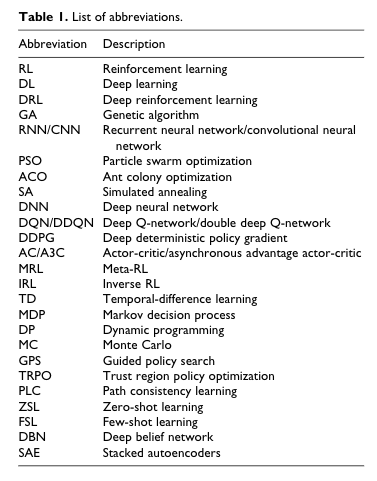 Table 1. List of abbreviations.
Abbreviation Description
RL Reinforcement learning
DL Deep learning
DRL Deep reinforcement learning
GA Genetic algorithm
RNN/CNN Recurrent neural network/convolutional neural
network
PSO Particle swarm optimization
ACO Ant colony optimization
SA Simulated annealing
DNN Deep neural network
DQN/DDQN Deep Q-network/double deep Q-network
DDPG Deep deterministic policy gradient
AC/A3C Actor-critic/asynchronous advantage actor-critic
MRL Meta-RL
IRL Inverse RL
TD Temporal-difference learning
MDP Markov decision process
DP Dynamic programming
MC Monte Carlo
GPS Guided policy search
TRPO Trust region policy optimization
PLC Path consistency learning
ZSL Zero-shot learning
FSL Few-shot learning
DBN Deep belief network
SAE Stacked autoencoders